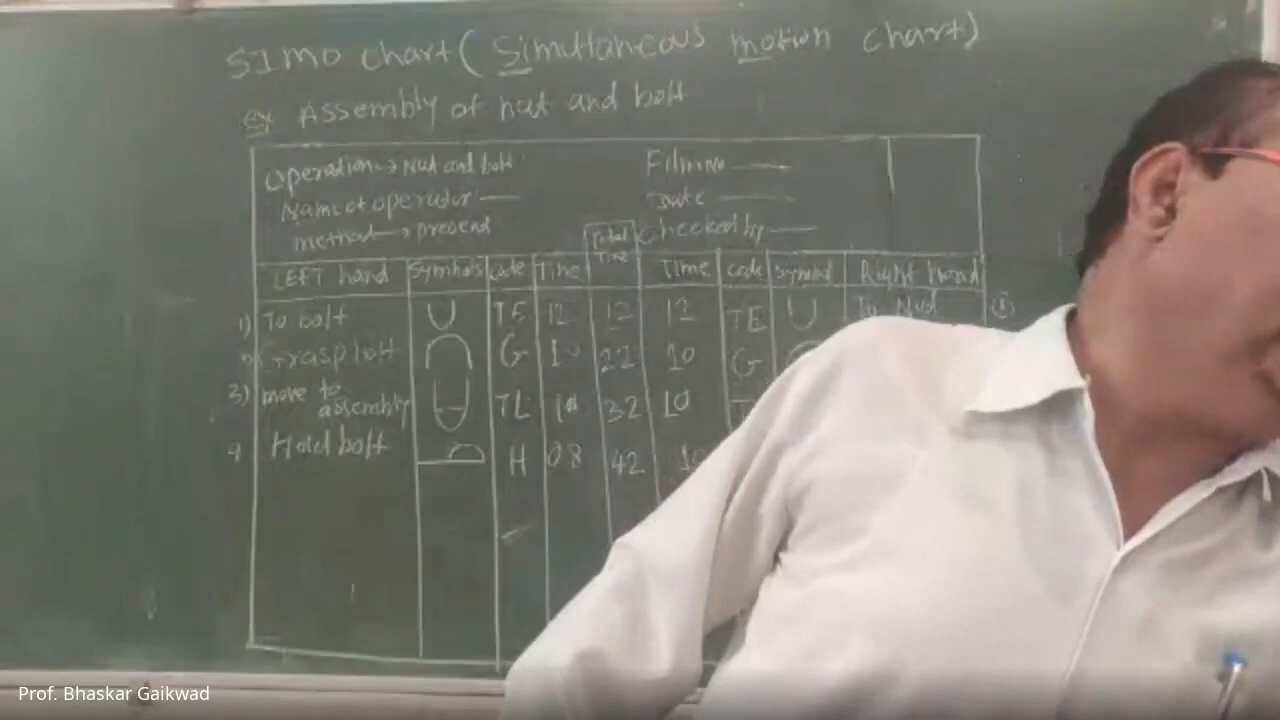 SIMO chart ( Simultaneous motion chart)
ex Assembly of nut and bolt
Operation → Nut and bolt
Name of operator —
method → present
Date —
Checked by —
Total Time
LEFT hand Symbols Code Time Time Code Symbol Right hand
1) To bolt TE 12 12 12 TE To Nut
2) Grasp bolt G 10 22 10 G
3) move to assembly TL 10 32 10
4 Hold bolt H 08 42 10
Prof. Bhaskar Gaikwad